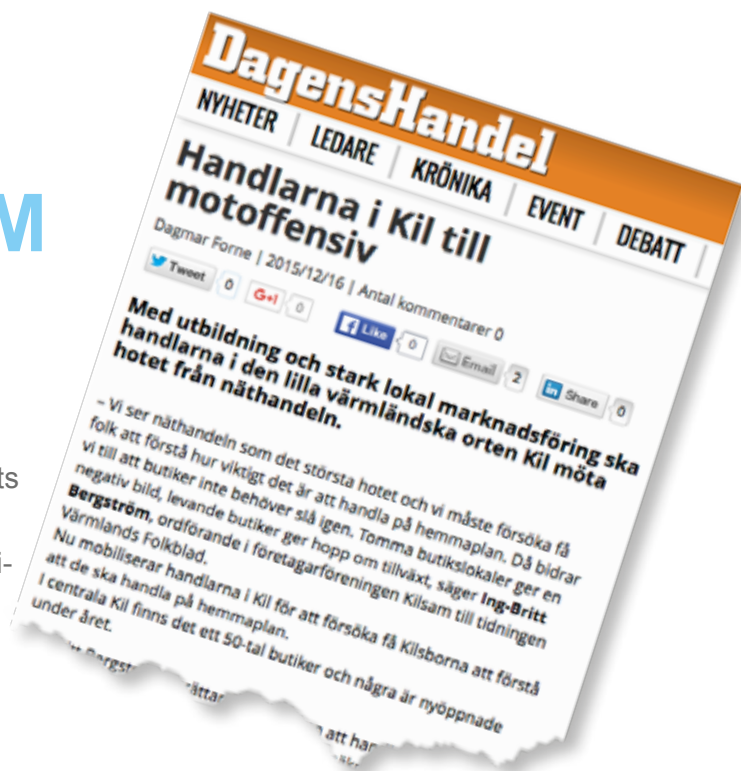 M
ts
i-
DagensHandel
NYHETER | LEDARE | KRÖNIKA | EVENT | DEBATT |
Handlarna i Kil till
motoffensiv
Dagmar Forne | 2015/12/16 | Antal kommentarer 0
Tweet 0 G+1 0 Like 0 Email 2 in Share 0
Med utbildning och stark lokal marknadsföring ska
handlarna i den lilla värmländska orten Kil möta
hotet från näthandeln.
– Vi ser näthandeln som det största hotet och vi måste försöka få
folk att förstå hur viktigt det är att handla på hemmaplan. Då bidrar
vi till att butiker inte behöver slå igen. Tomma butikslokaler ger en
negativ bild, levande butiker ger hopp om tillväxt, säger Ing-Britt
Bergström, ordförande i företagarföreningen Kilsam till tidningen
Värmlands Folkblad.
Nu mobiliserar handlarna i Kil för att försöka få Kilsborna att förstå
att de ska handla på hemmaplan.
I centrala Kil finns det ett 50-tal butiker och några är nyöppnade
under året.
att